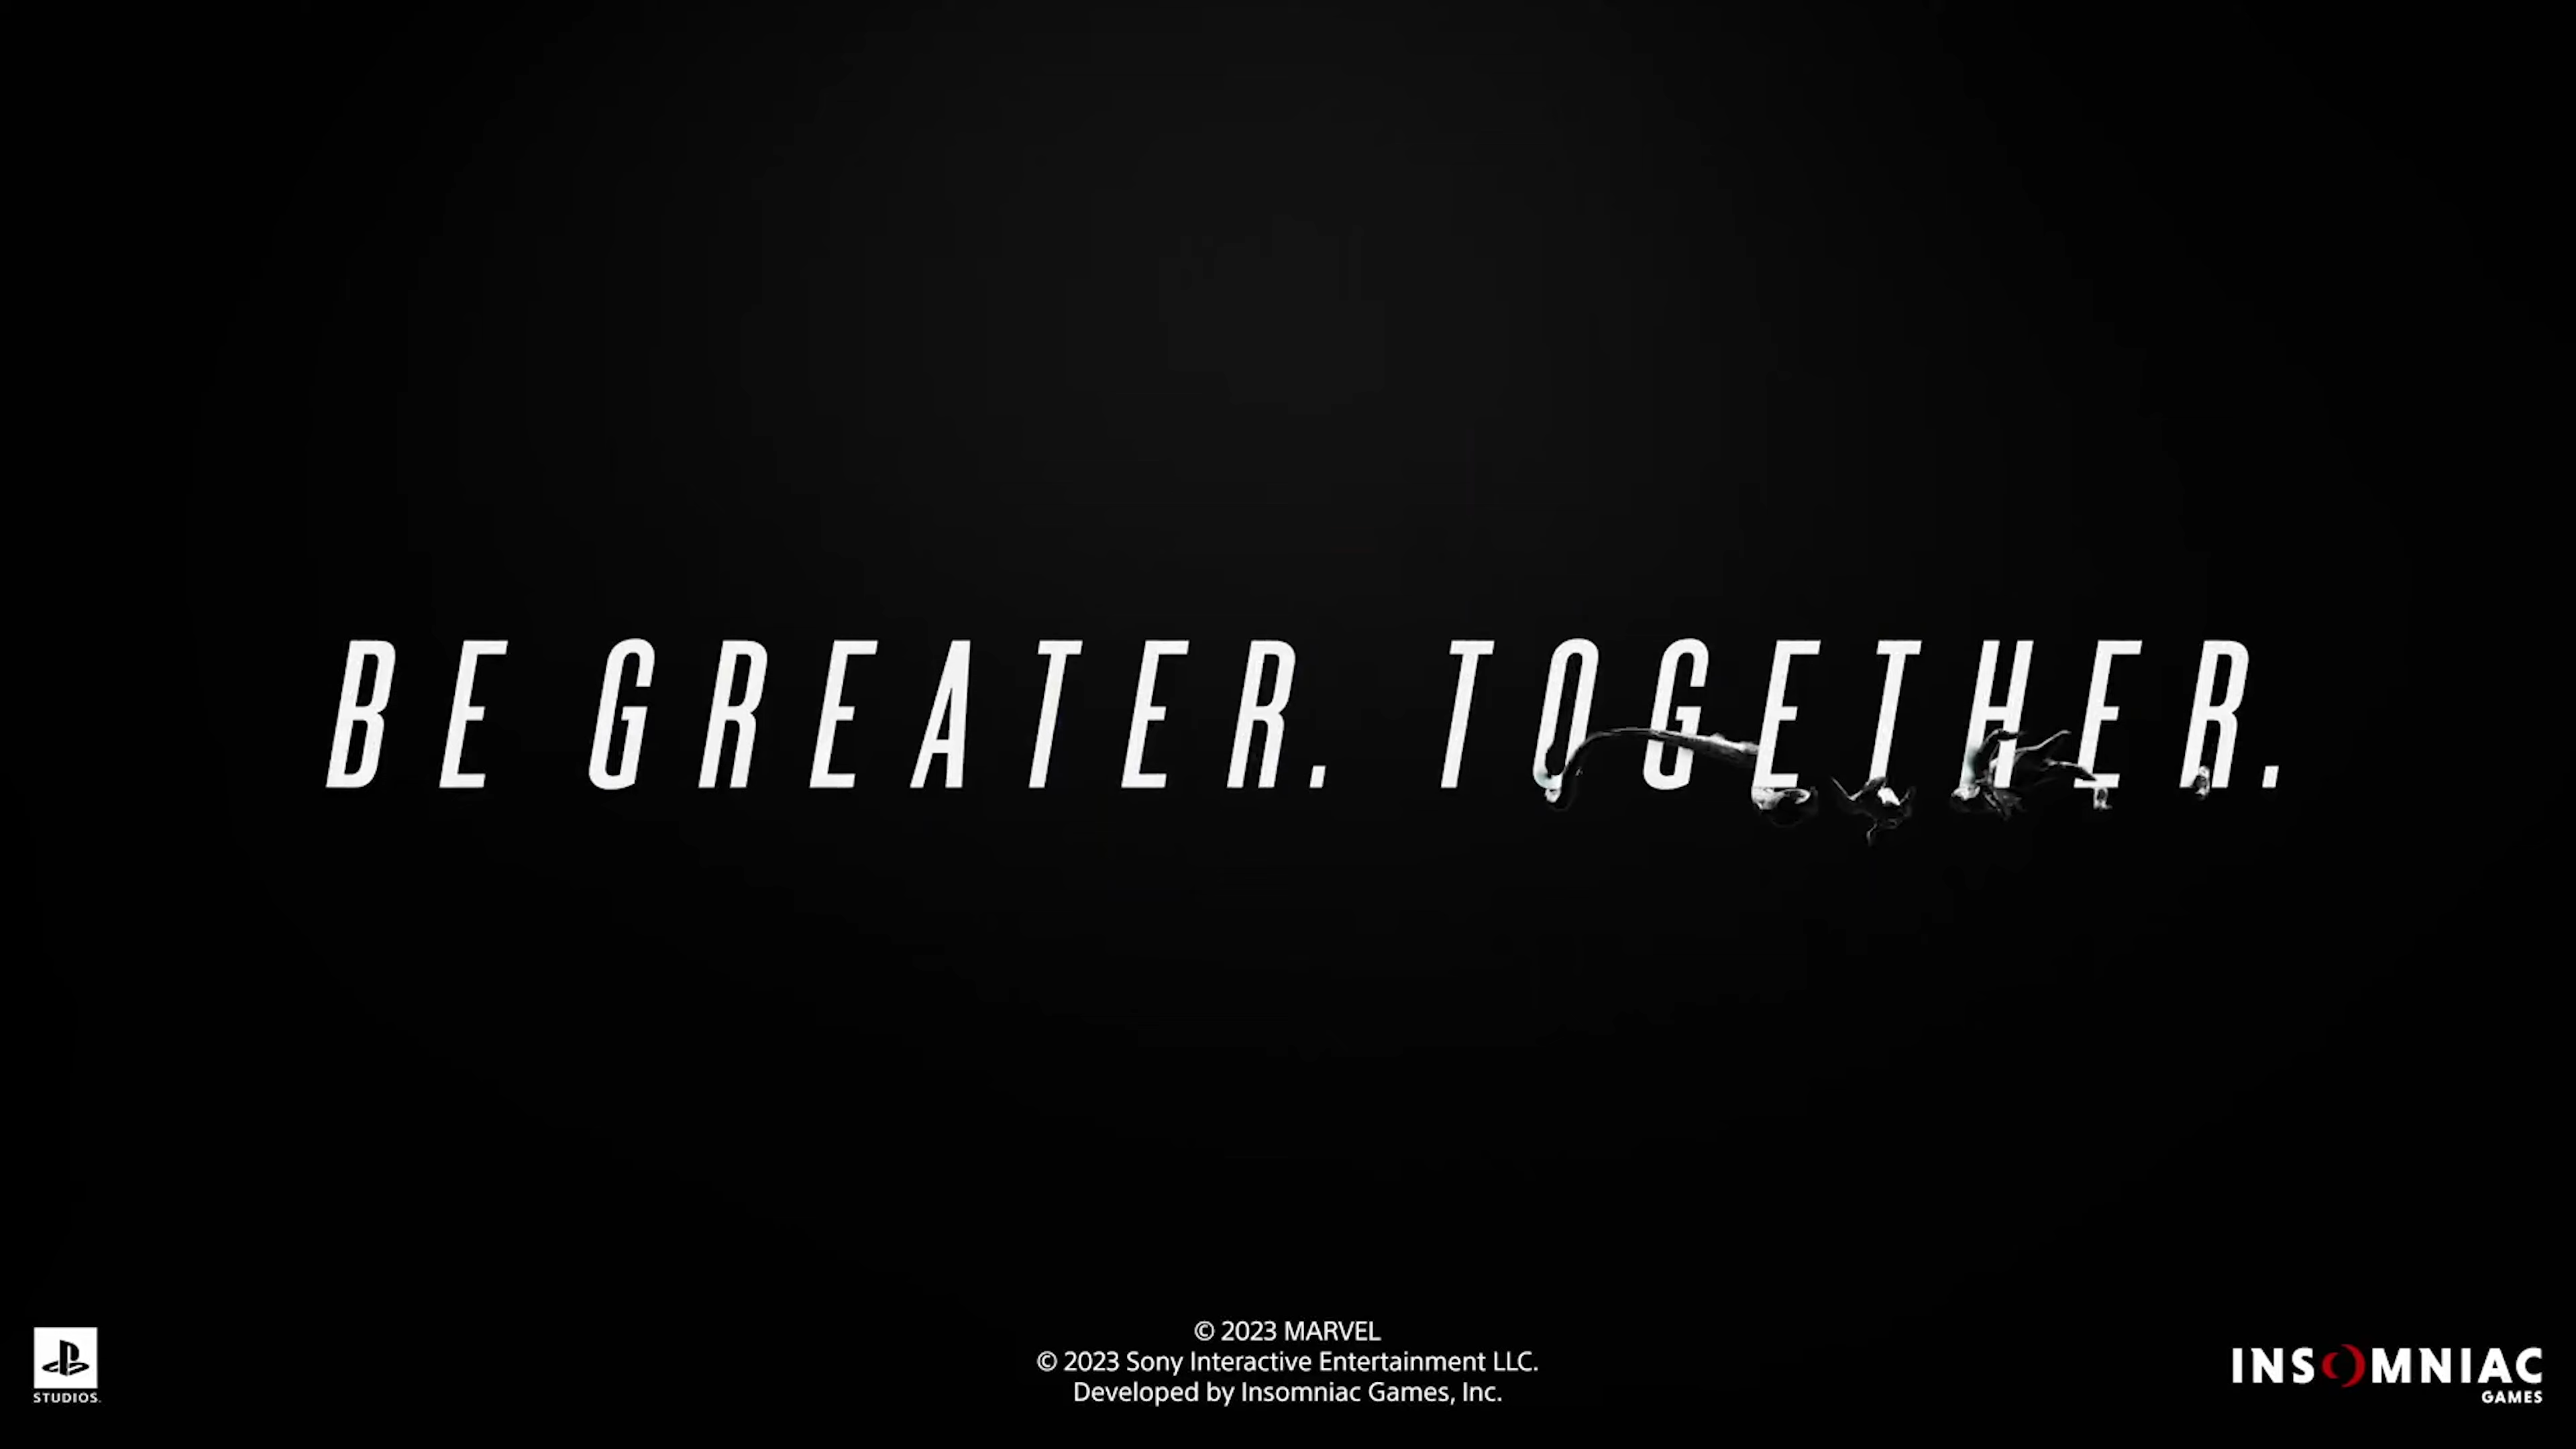 BE GREATER. TOGETHER.
© 2023 MARVEL
© 2023 Sony Interactive Entertainment LLC.
Developed by Insomniac Games, Inc.
STUDIOS.
INSOMNIAC
GAMES